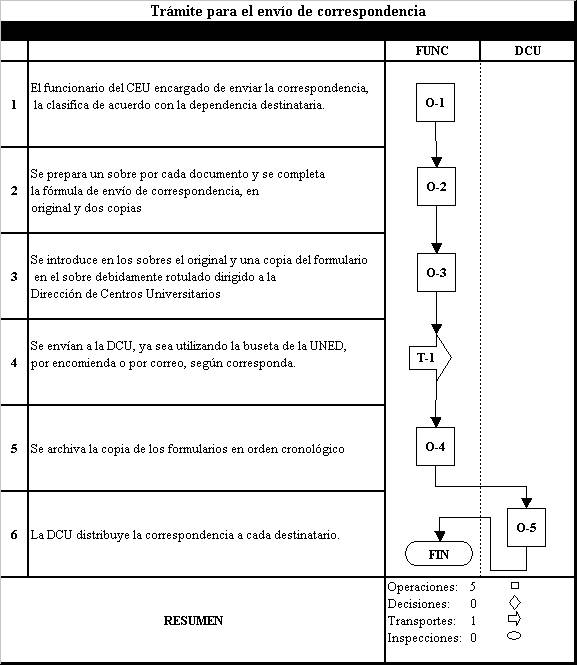 Trámite para el envío de correspondencia
FUNC DCU
1
El funcionario del CEU encargado de enviar la correspondencia,
la clasifica de acuerdo con la dependencia destinataria.
O-1
2
Se prepara un sobre por cada documento y se completa
la fórmula de envío de correspondencia, en
original y dos copias
O-2
3
Se introduce en los sobres el original y una copia del formulario
en el sobre debidamente rotulado dirigido a la
Dirección de Centros Universitarios
O-3
4
Se envían a la DCU, ya sea utilizando la buseta de la UNED,
por encomienda o por correo, según corresponda.
T-1
5
Se archiva la copia de los formularios en orden cronológico
O-4
6
La DCU distribuye la correspondencia a cada destinatario.
O-5
FIN
RESUMEN
Operaciones: 5
Decisiones: 0
Transportes: 1
Inspecciones: 0